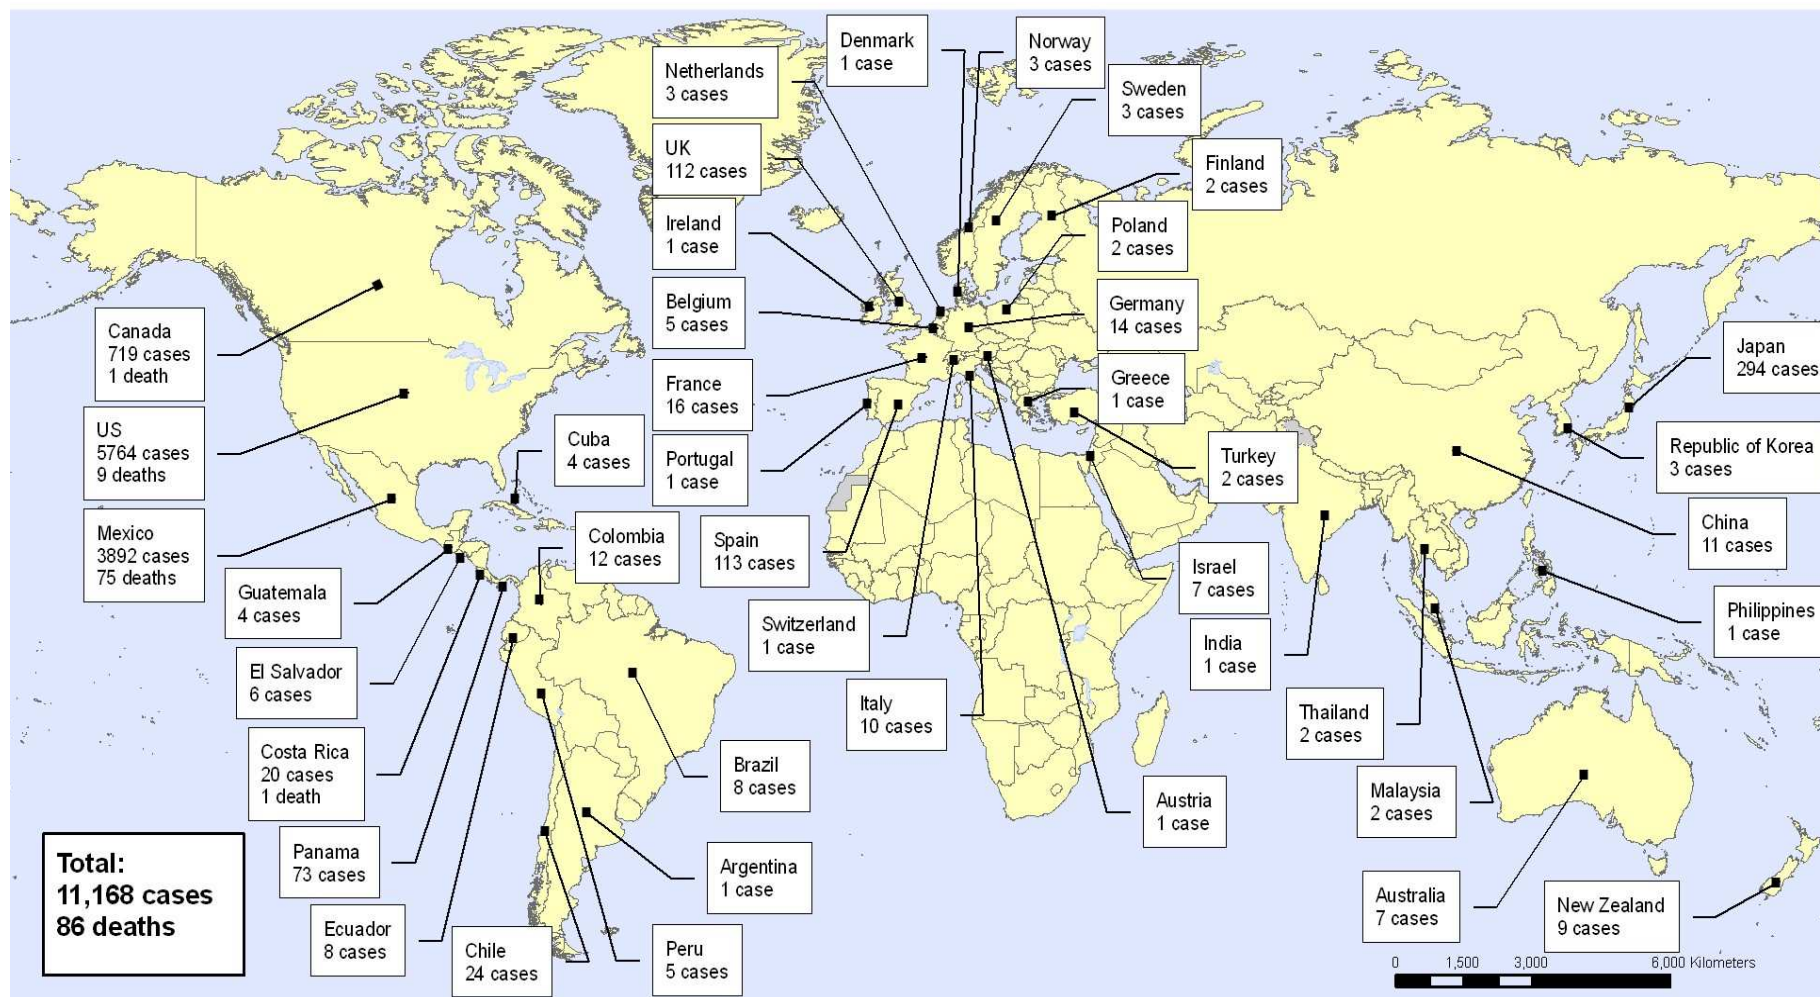 Denmark
1 case
Norway
3 cases
Netherlands
3 cases
Sweden
3 cases
UK
112 cases
Finland
2 cases
Ireland
1 case
Poland
2 cases
Belgium
5 cases
Germany
14 cases
Canada
719 cases
1 death
Japan
294 cases
France
16 cases
Greece
1 case
US
5764 cases
9 deaths
Cuba
4 cases
Portugal
1 case
Turkey
2 cases
Republic of Korea
3 cases
Mexico
3892 cases
75 deaths
Colombia
12 cases
Spain
113 cases
China
11 cases
Guatemala
4 cases
Israel
7 cases
Switzerland
1 case
India
1 case
Philippines
1 case
El Salvador
6 cases
Italy
10 cases
Thailand
2 cases
Costa Rica
20 cases
1 death
Brazil
8 cases
Austria
1 case
Malaysia
2 cases
Panama
73 cases
Argentina
1 case
Total:
11,168 cases
86 deaths
Australia
7 cases
New Zealand
9 cases
Ecuador
8 cases
Chile
24 cases
Peru
5 cases
0 1,500 3,000 6,000 Kilometers